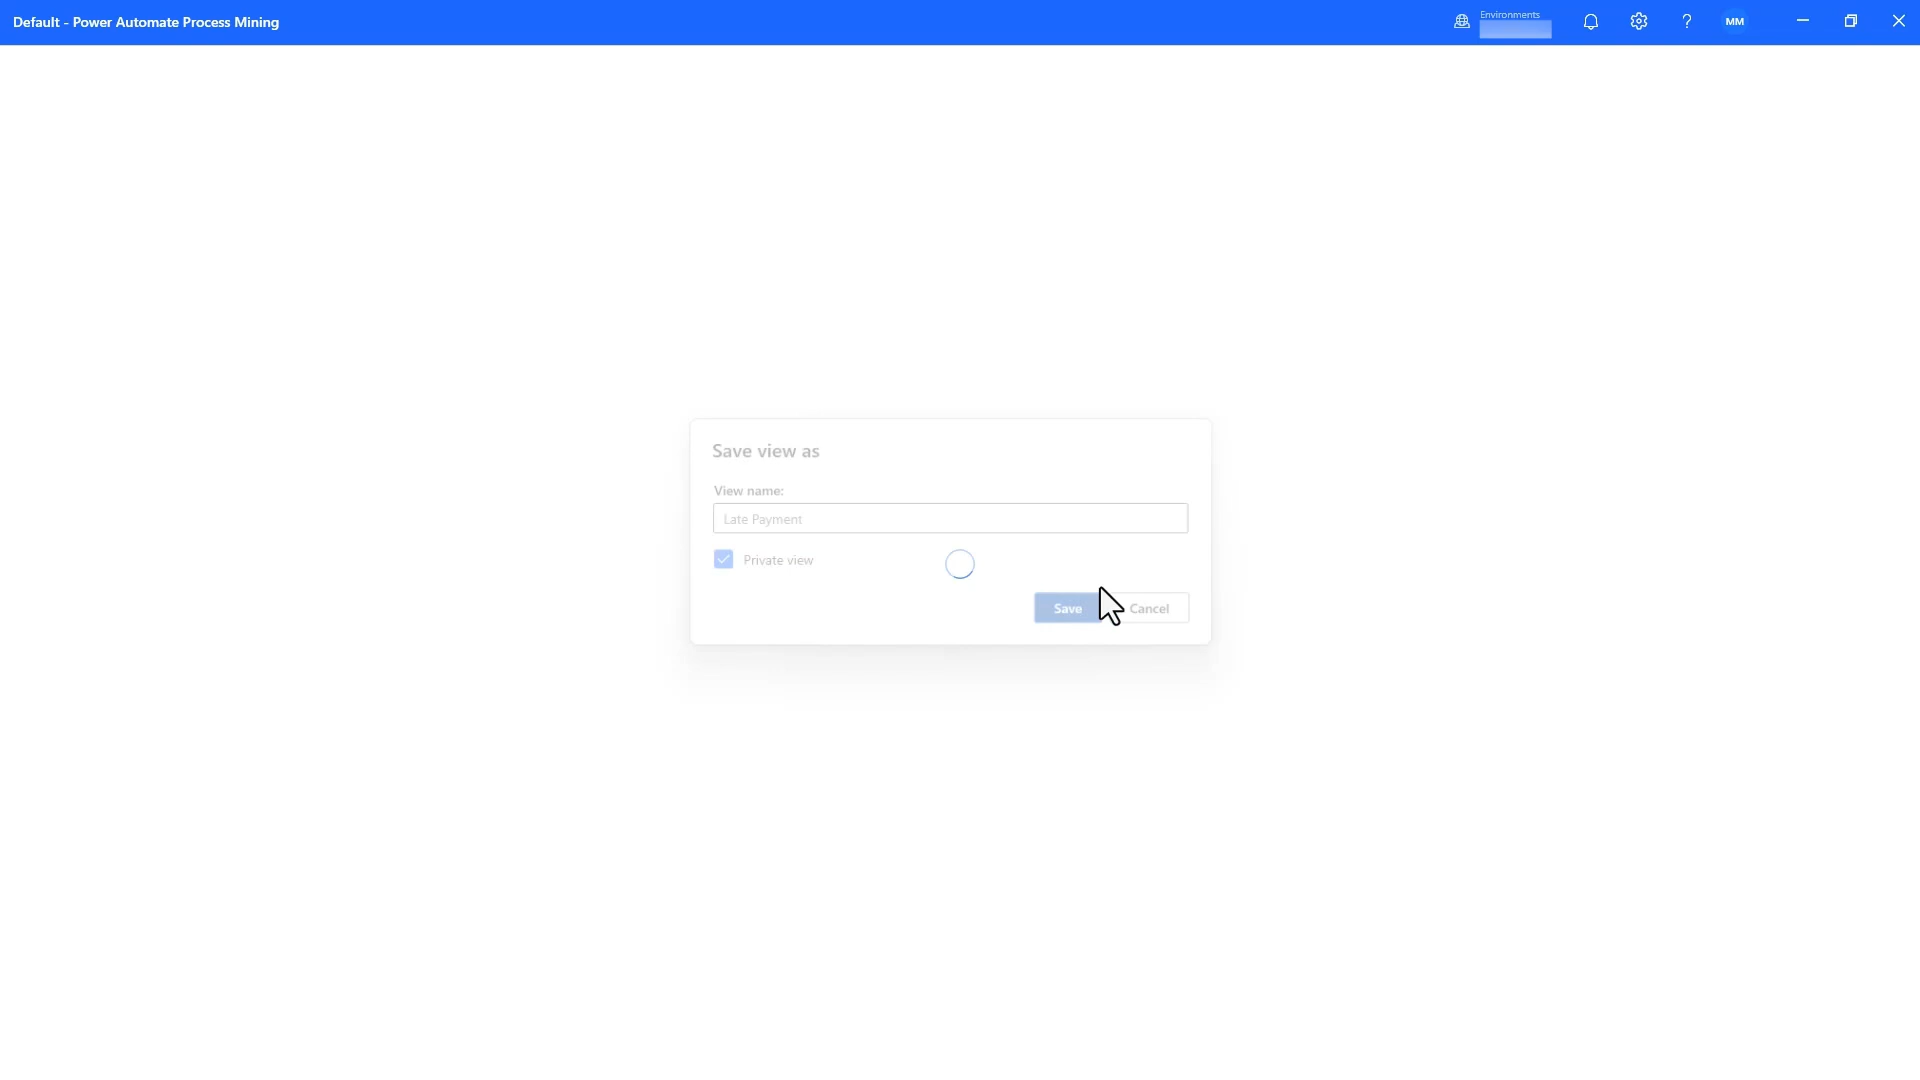 Default - Power Automate Process Mining
Environments
?
MM
Save view as
View name:
Late Payment
Private view
Save
Cancel